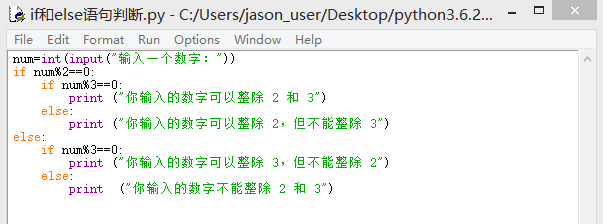 if和else语句判断.py - C:/Users/jason_user/Desktop/python3.6.2...
File Edit Format Run Options Window Help
num=int(input("输入一个数字："))
if num%2==0:
    if num%3==0:
        print ("你输入的数字可以整除 2 和 3")
    else:
        print ("你输入的数字可以整除 2，但不能整除 3")
else:
    if num%3==0:
        print ("你输入的数字可以整除 3，但不能整除 2")
    else:
        print  ("你输入的数字不能整除 2 和 3")